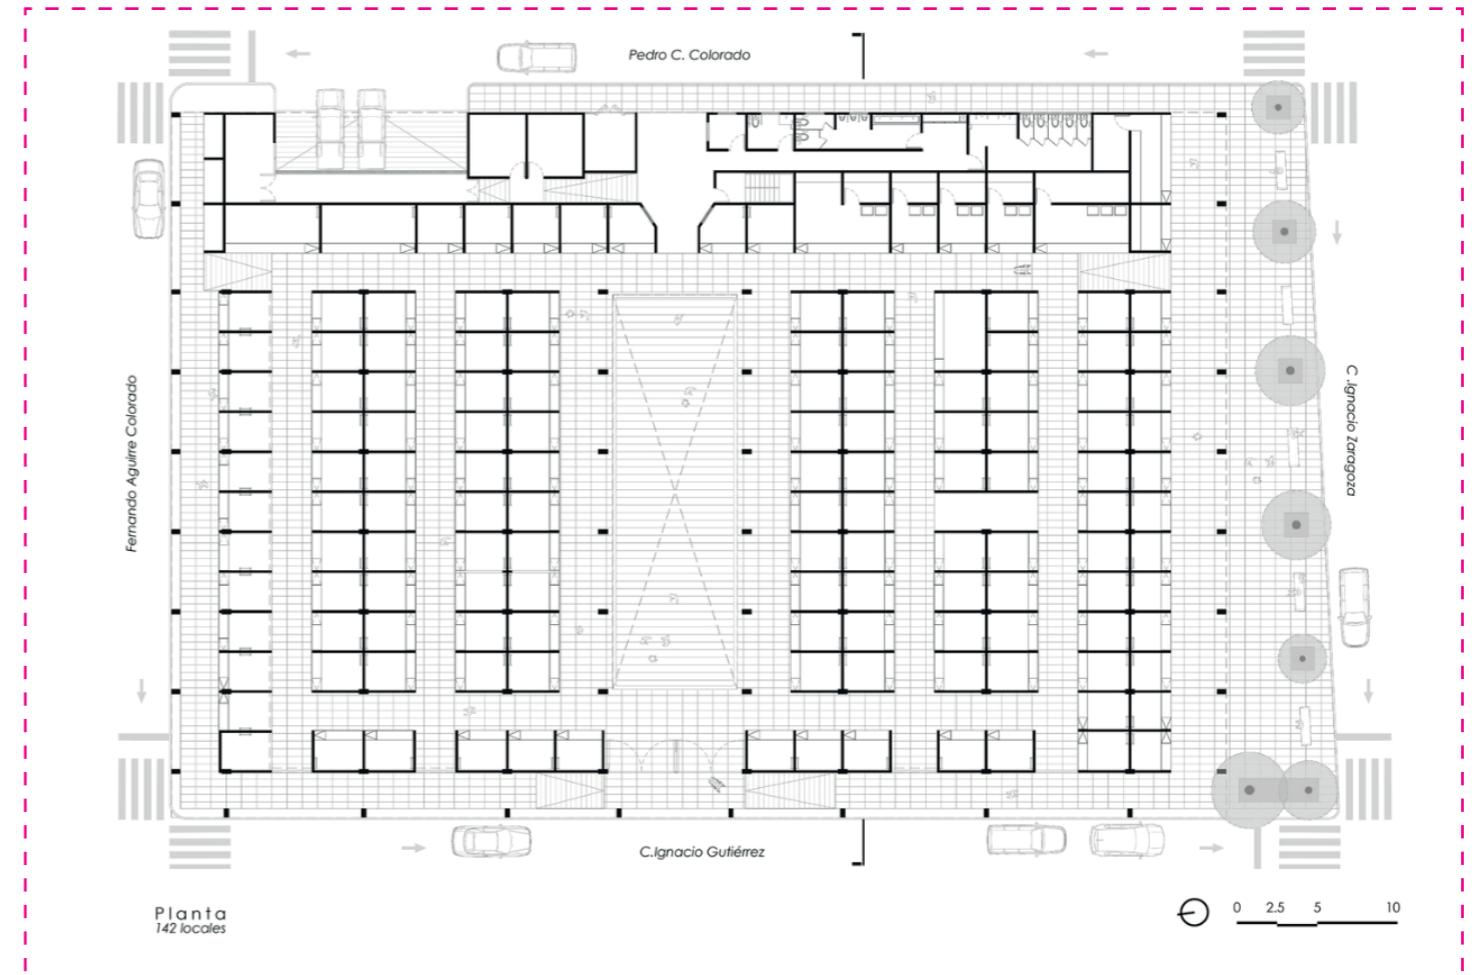 Pedro C. Colorado
Fernando Aguirre Colorado
C .Ignacio Zaragoza
C.Ignacio Gutiérrez
Planta
142 locales
0 2.5 5 10